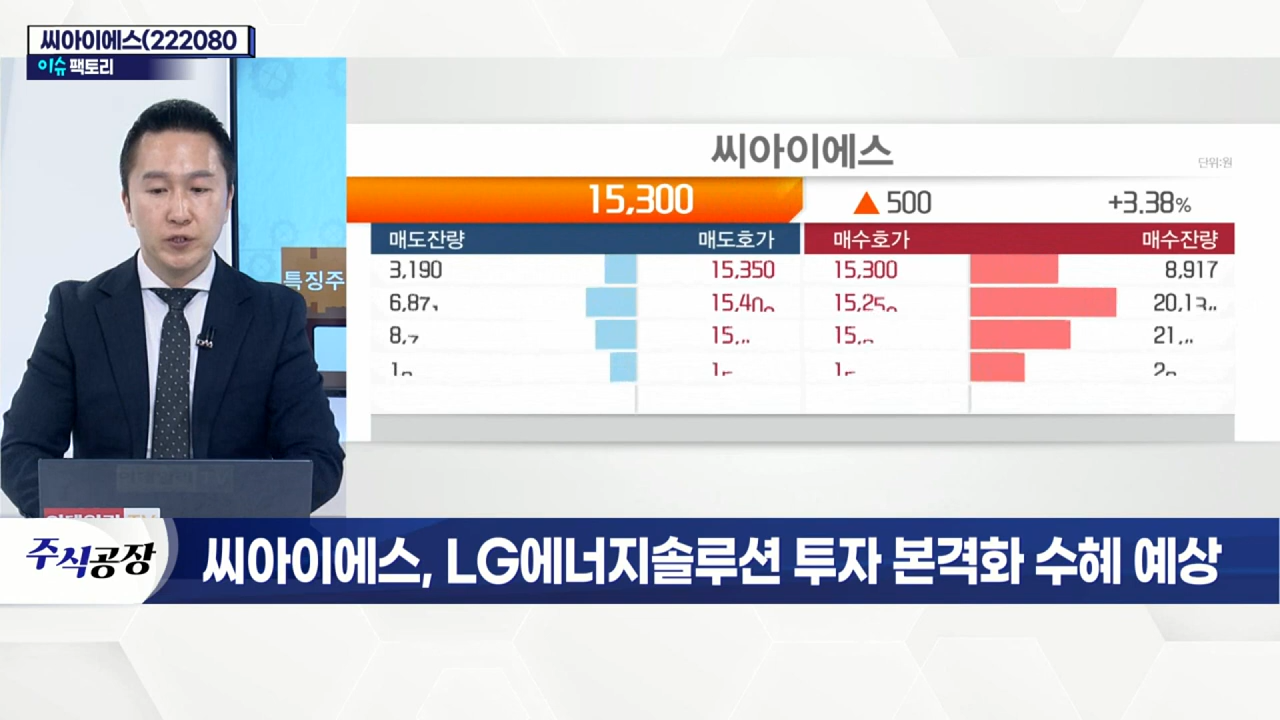 씨아이에스(222080
이슈 팩토리
특징주
씨아이에스
단위:원
15,300 ▲ 500 +3.38%
매도잔량 매도호가 매수호가 매수잔량
3,190 15,350 15,300 8,917
주식공장
씨아이에스, LG에너지솔루션 투자 본격화 수혜 예상